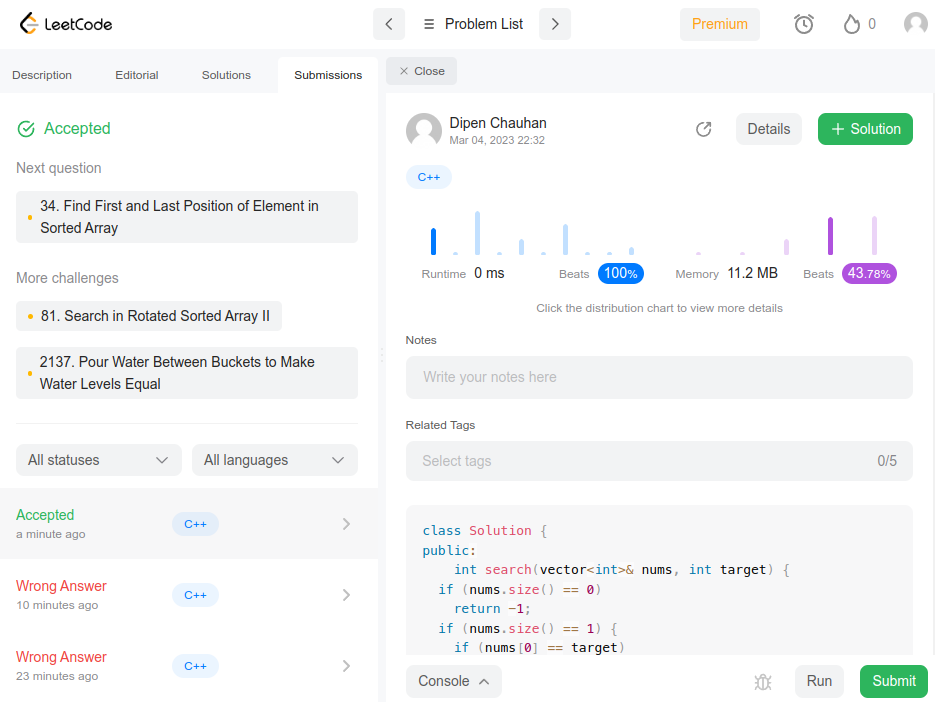 LeetCode
Problem List
Premium
0
Description
Editorial
Solutions
Submissions
Close
Accepted
Next question
34. Find First and Last Position of Element in
Sorted Array
More challenges
81. Search in Rotated Sorted Array II
2137. Pour Water Between Buckets to Make
Water Levels Equal
All statuses
All languages
Accepted
a minute ago
C++
Wrong Answer
10 minutes ago
C++
Wrong Answer
23 minutes ago
C++
Dipen Chauhan
Mar 04, 2023 22:32
Details
+ Solution
C++
Runtime 0 ms
Beats 100%
Memory 11.2 MB
Beats 43.78%
Click the distribution chart to view more details
Notes
Write your notes here
Related Tags
Select tags
0/5
class Solution {
public:
    int search(vector<int>& nums, int target) {
  if (nums.size() == 0)
    return -1;
  if (nums.size() == 1) {
    if (nums[0] == target)
Console
Run
Submit